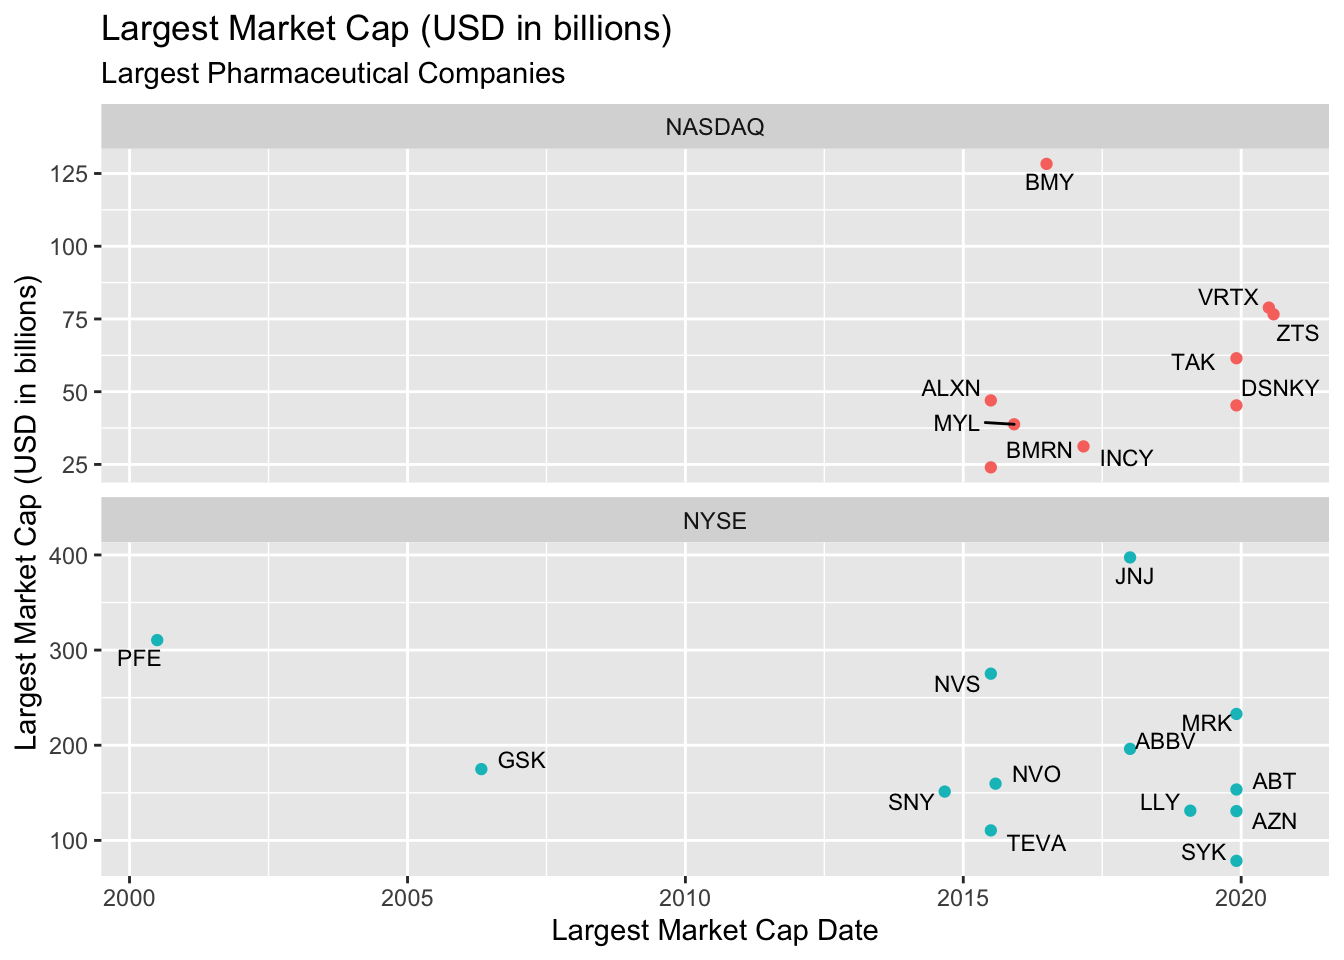 Largest Market Cap (USD in billions)
Largest Pharmaceutical Companies
NASDAQ
125
100
75
50
25
BMY
VRTX
ZTS
TAK
ALXN
DSNKY
MYL
BMRN
INCY
Largest Market Cap (USD in billions)
NYSE
400
300
200
100
JNJ
PFE
NVS
MRK
ABBV
GSK
NVO
ABT
SNY
LLY
AZN
TEVA
SYK
2000
2005
2010
2015
2020
Largest Market Cap Date